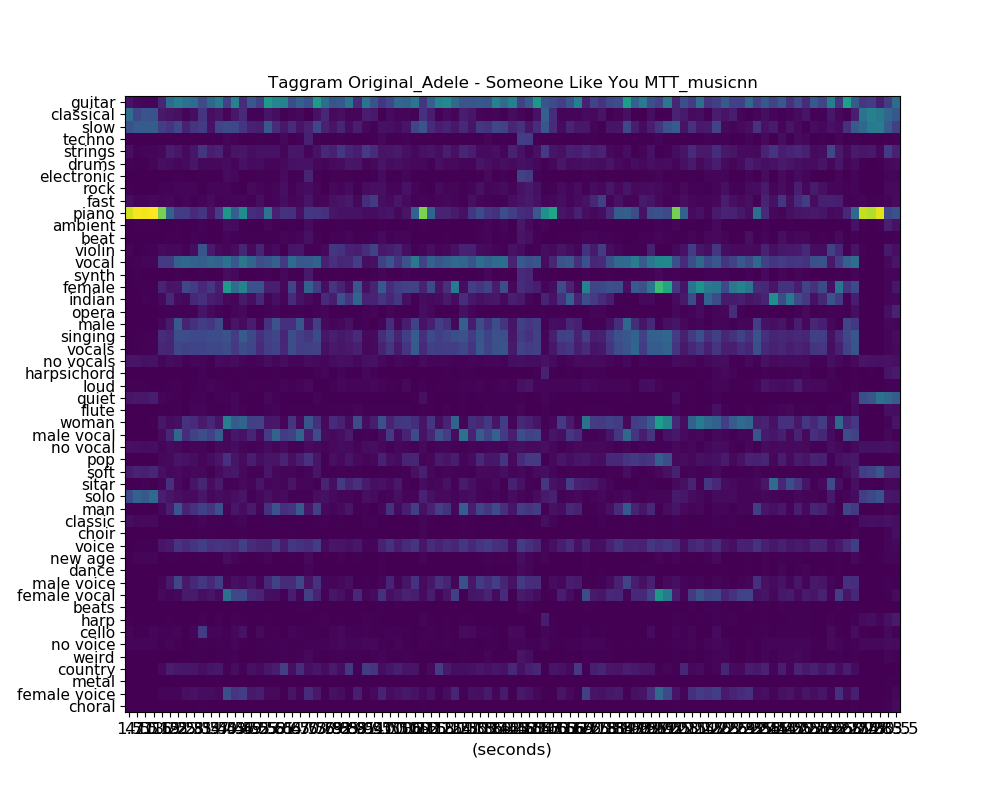 Taggram Original_Adele - Someone Like You MTT_musicnn
guitar
classical
slow
techno
strings
drums
electronic
rock
fast
piano
ambient
beat
violin
vocal
synth
female
indian
opera
male
singing
vocals
no vocals
harpsichord
loud
quiet
flute
woman
male vocal
no vocal
pop
soft
sitar
solo
man
classic
choir
voice
new age
dance
male voice
female vocal
beats
harp
cello
no voice
weird
country
metal
female voice
choral
(seconds)